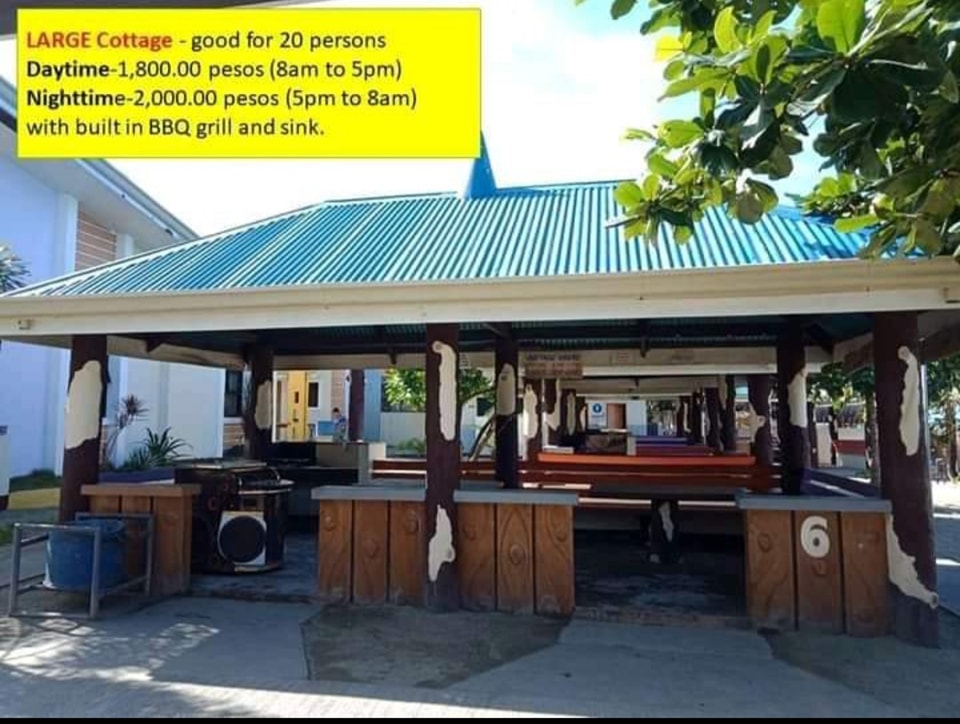 LARGE Cottage - good for 20 persons
Daytime-1,800.00 pesos (8am to 5pm)
Nighttime-2,000.00 pesos (5pm to 8am)
with built in BBQ grill and sink.
6